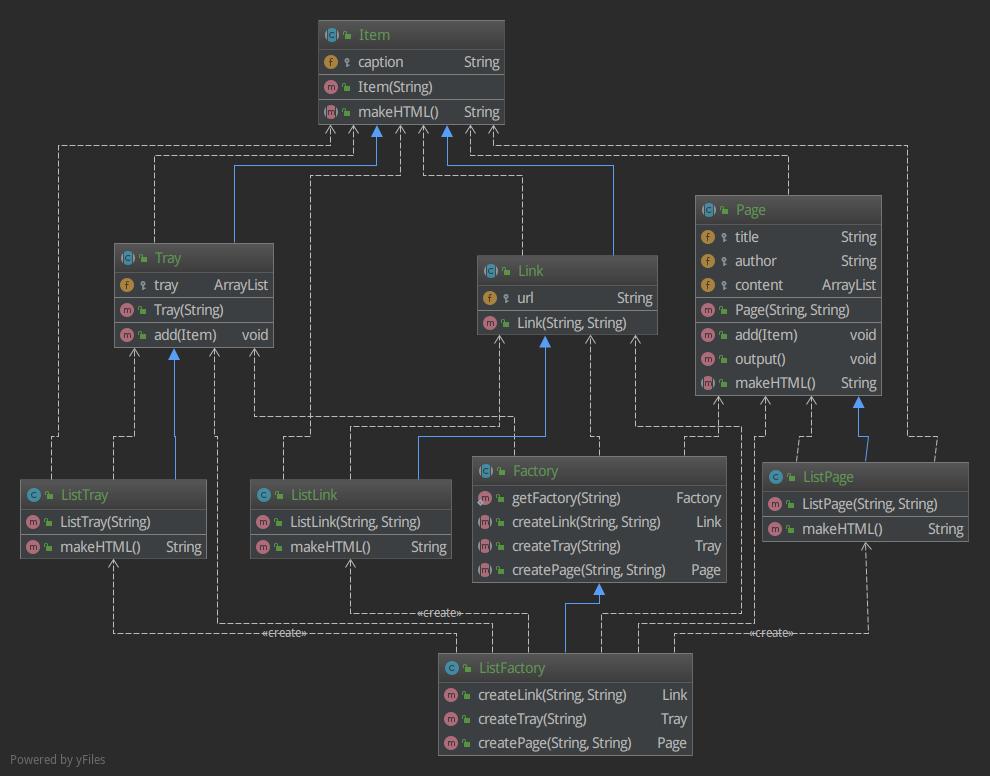 Item
caption String
Item(String)
makeHTML() String
Page
title String
author String
content ArrayList
Page(String, String)
add(Item) void
output() void
makeHTML() String
Tray
tray ArrayList
Tray(String)
add(Item) void
Link
url String
Link(String, String)
Factory
getFactory(String) Factory
createLink(String, String) Link
createTray(String) Tray
createPage(String, String) Page
ListPage
ListPage(String, String)
makeHTML() String
ListTray
ListTray(String)
makeHTML() String
ListLink
ListLink(String, String)
makeHTML() String
«create»
«create»
«create»
ListFactory
createLink(String, String) Link
createTray(String) Tray
createPage(String, String) Page
Powered by yFiles